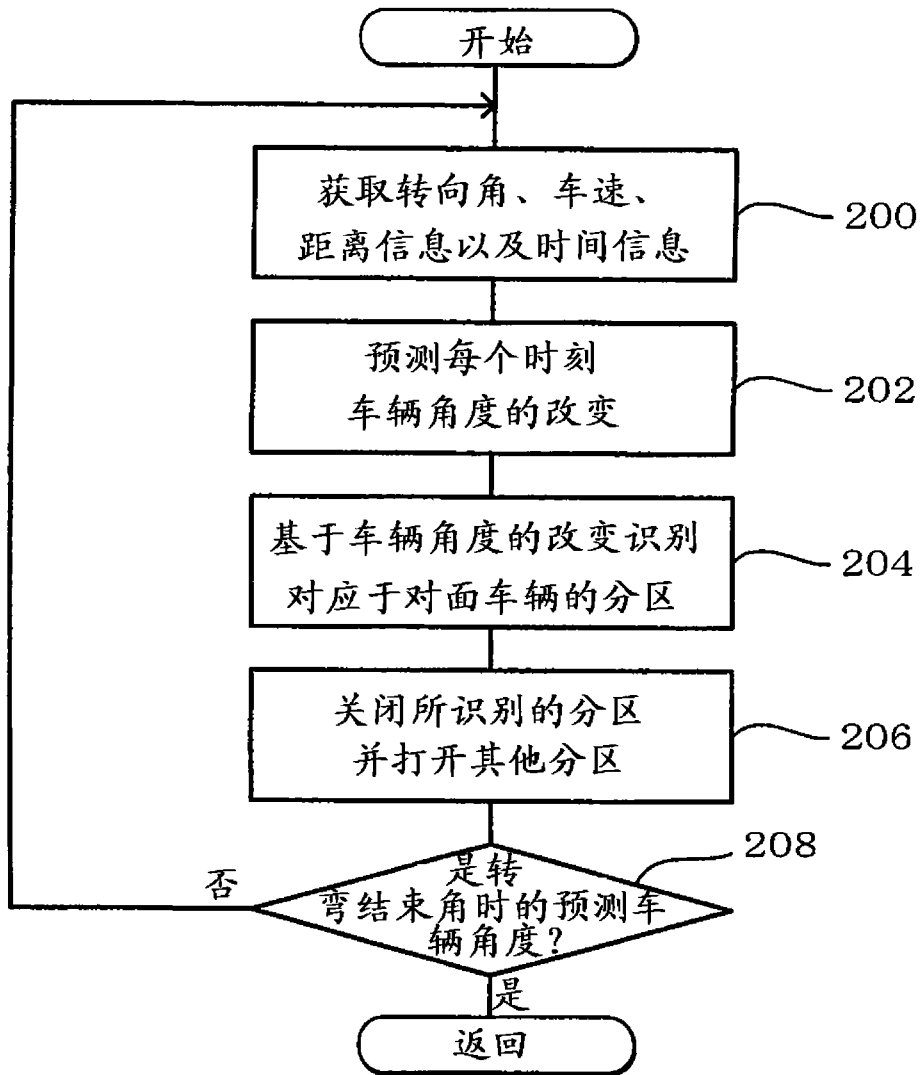 开始
获取转向角、车速、
距离信息以及时间信息
200
预测每个时刻
车辆角度的改变
202
基于车辆角度的改变识别
对应于对面车辆的分区
204
关闭所识别的分区
并打开其他分区
206
208
是转
弯结束角时的预测车
辆角度?
否
是
返回